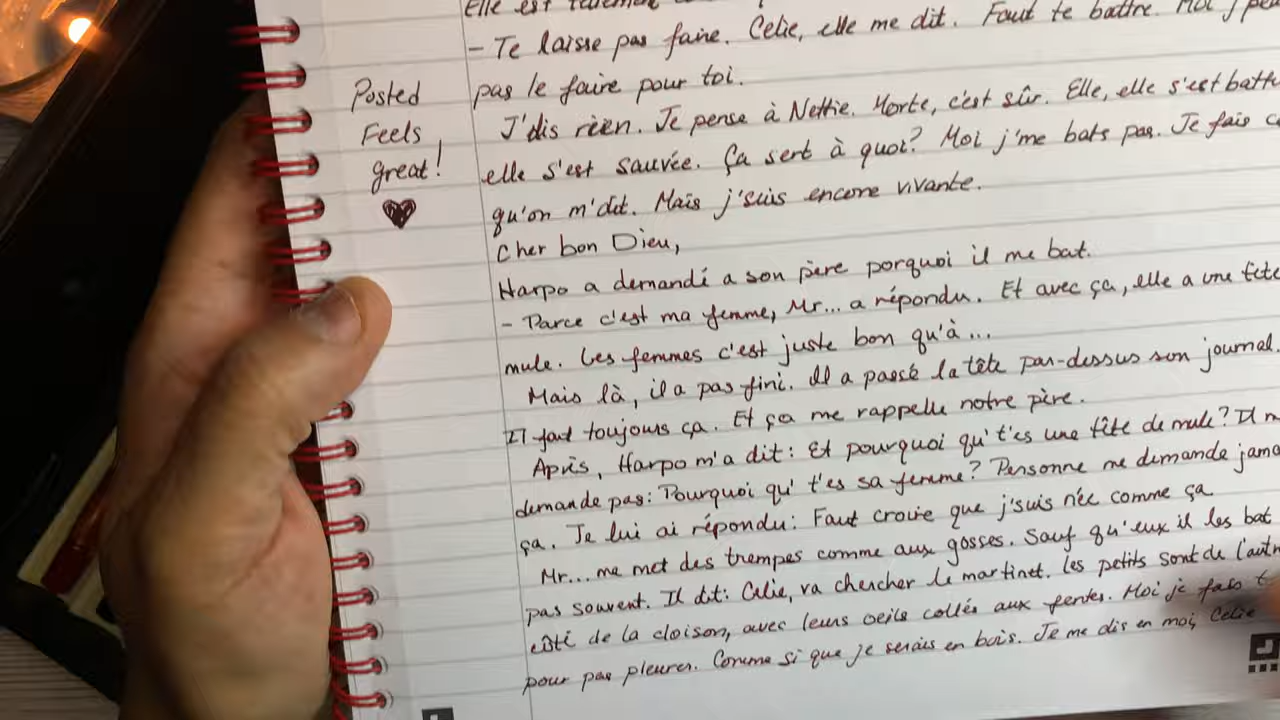 Elle est
- Te laisse pas faire. Celie, elle me dit. Faut te battre. Moi j'peu
pas le faire pour toi.
Posted
Feels
great!
J'dis rien. Je pense à Nettie. Morte, c'est sûr. Elle, elle s'est battu
elle s'est sauvée. Ça sert à quoi? Moi j'me bats pas. Je fais c
qu'on m'dit. Mais j'suis encore vivante.
Cher bon Dieu,
Harpo a demandé a son père porquoi il me bat.
- Parce c'est ma femme, Mr... a répondu. Et avec ça, elle a une tête
mule. Les femmes c'est juste bon qu'à...
Mais là, il a pas fini. Il a passé la tête par-dessus son journal.
Il fait toujours ça. Et ça me rappelle notre père.
Après, Harpo m'a dit: Et pourquoi qu't'es une tête de mule? Il m
demande pas: Pourquoi qu' t'es sa femme? Personne me demande jama
ça. Je lui ai répondu: Faut croire que j'suis née comme ça
Mr... me met des trempes comme aux gosses. Sauf qu'eux il les bat
pas souvent. Il dit: Celie, va chercher le martinet. Les petits sont de l'autr
côté de la cloison, avec leurs oeils collés aux fentes. Moi je fais t
pour pas pleurer. Comme si que je serais en bois. Je me dis en moi, Celie